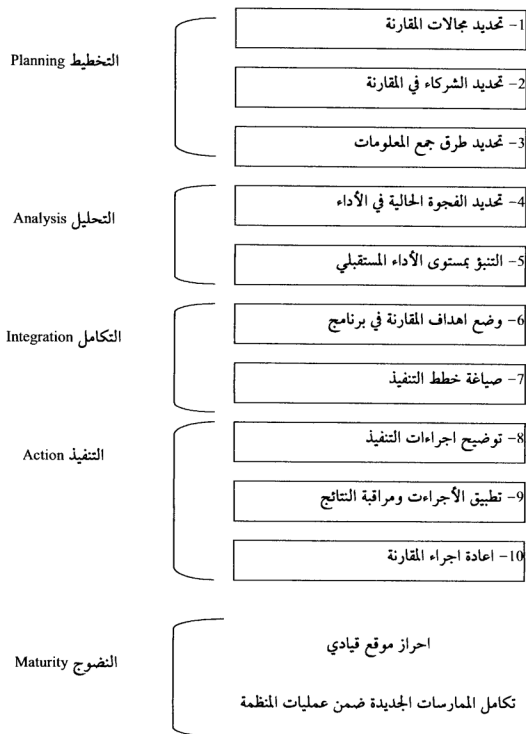 1- تحديد مجالات المقارنة
التخطيط Planning
2- تحديد الشركاء في المقارنة
3- تحديد طرق جمع المعلومات
4- تحديد الفجوة الحالية في الأداء
التحليل Analysis
5- التنبؤ بمستوى الأداء المستقبلي
6- وضع اهداف المقارنة في برنامج
التكامل Integration
7- صياغة خطط التنفيذ
8- توضيح اجراءات التنفيذ
التنفيذ Action
9- تطبيق الأجراءت ومراقبة النتائج
10- اعادة اجراء المقارنة
احراز موقع قيادي
النضوج Maturity
تكامل الممارسات الجديدة ضمن عمليات المنظمة